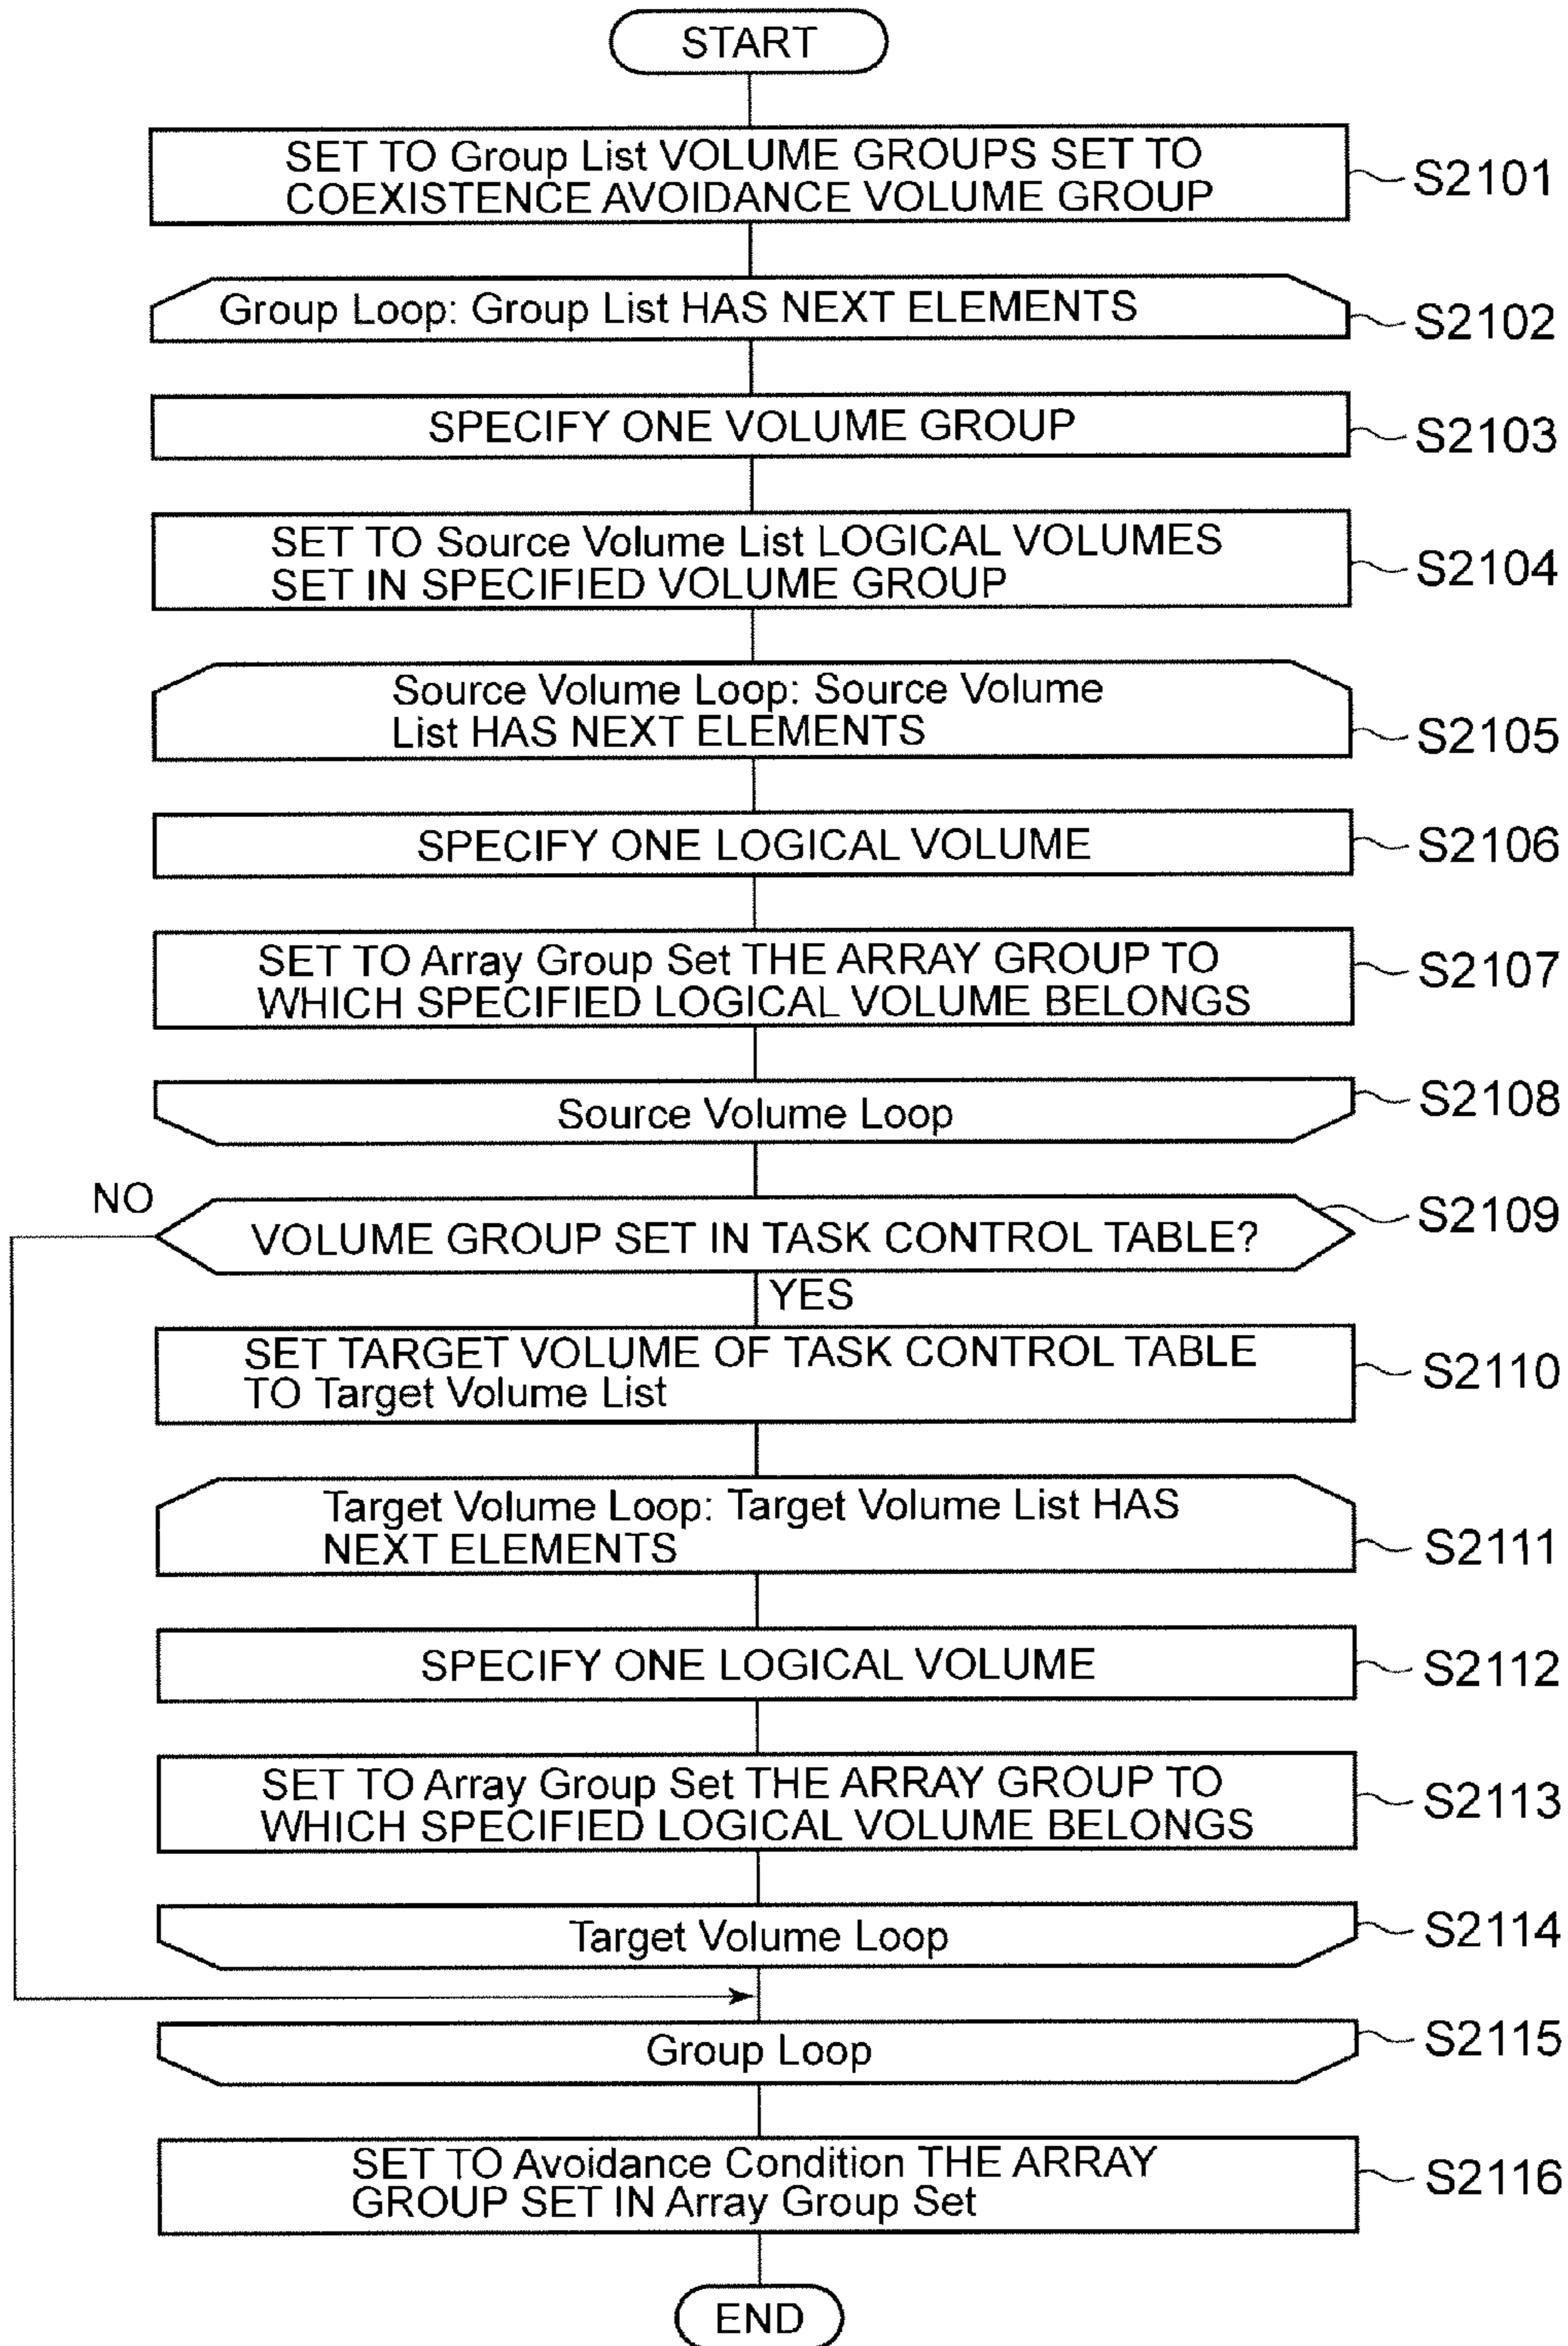 START
SET TO Group List VOLUME GROUPS SET TO
COEXISTENCE AVOIDANCE VOLUME GROUP
S2101
Group Loop: Group List HAS NEXT ELEMENTS
S2102
SPECIFY ONE VOLUME GROUP
S2103
SET TO Source Volume List LOGICAL VOLUMES
SET IN SPECIFIED VOLUME GROUP
S2104
Source Volume Loop: Source Volume
List HAS NEXT ELEMENTS
S2105
SPECIFY ONE LOGICAL VOLUME
S2106
SET TO Array Group Set THE ARRAY GROUP TO
WHICH SPECIFIED LOGICAL VOLUME BELONGS
S2107
Source Volume Loop
S2108
NO
VOLUME GROUP SET IN TASK CONTROL TABLE?
S2109
YES
SET TARGET VOLUME OF TASK CONTROL TABLE
TO Target Volume List
S2110
Target Volume Loop: Target Volume List HAS
NEXT ELEMENTS
S2111
SPECIFY ONE LOGICAL VOLUME
S2112
SET TO Array Group Set THE ARRAY GROUP TO
WHICH SPECIFIED LOGICAL VOLUME BELONGS
S2113
Target Volume Loop
S2114
Group Loop
S2115
SET TO Avoidance Condition THE ARRAY
GROUP SET IN Array Group Set
S2116
END